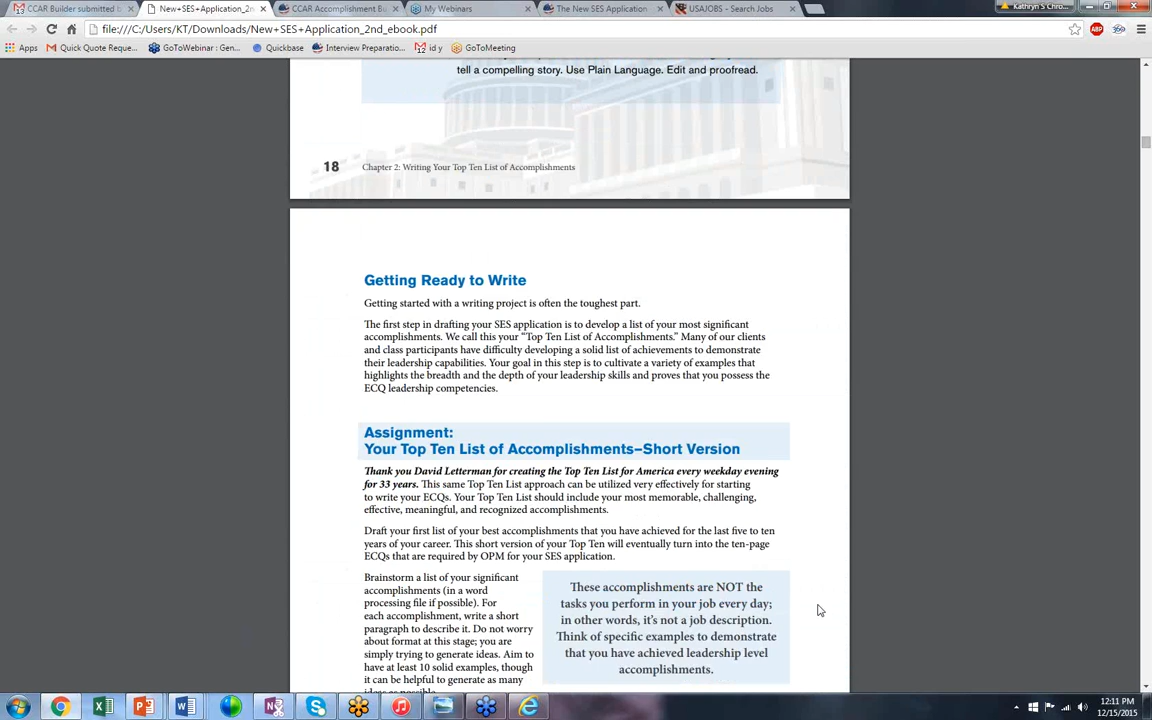 CCAR Builder submitted b
New+SES+Application_2n
CCAR Accomplishment Bu
My Webinars
The New SES Application
USAJOBS - Search Jobs
Kathryn S Chro...
file:///C:/Users/KT/Downloads/New+SES+Application_2nd_ebook.pdf
Apps
Quick Quote Reque...
GoToWebinar : Gen...
Quickbase
Interview Preparatio...
id y
GoToMeeting
tell a compelling story. Use Plain Language. Edit and proofread.
18 Chapter 2: Writing Your Top Ten List of Accomplishments
Getting Ready to Write
Getting started with a writing project is often the toughest part.
The first step in drafting your SES application is to develop a list of your most significant
accomplishments. We call this your "Top Ten List of Accomplishments." Many of our clients
and class participants have difficulty developing a solid list of achievements to demonstrate
their leadership capabilities. Your goal in this step is to cultivate a variety of examples that
highlights the breadth and the depth of your leadership skills and proves that you possess the
ECQ leadership competencies.
Assignment:
Your Top Ten List of Accomplishments–Short Version
Thank you David Letterman for creating the Top Ten List for America every weekday evening
for 33 years. This same Top Ten List approach can be utilized very effectively for starting
to write your ECQs. Your Top Ten List should include your most memorable, challenging,
effective, meaningful, and recognized accomplishments.
Draft your first list of your best accomplishments that you have achieved for the last five to ten
years of your career. This short version of your Top Ten will eventually turn into the ten-page
ECQs that are required by OPM for your SES application.
Brainstorm a list of your significant
accomplishments (in a word
processing file if possible). For
each accomplishment, write a short
paragraph to describe it. Do not worry
about format at this stage; you are
simply trying to generate ideas. Aim to
have at least 10 solid examples, though
it can be helpful to generate as many
ideas as possible.
These accomplishments are NOT the
tasks you perform in your job every day;
in other words, it's not a job description.
Think of specific examples to demonstrate
that you have achieved leadership level
accomplishments.
12:11 PM
12/15/2015